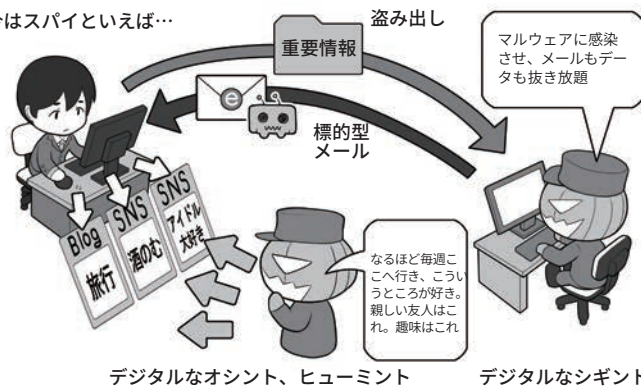 はスパイといえば…
盗み出し
重要情報
マルウェアに感染
させ、メールもデー
タも抜き放題
e
標的型
メール
Blog
旅行
SNS
酒のむ
SNS
アイドル
大好き
なるほど毎週こ
こへ行き、こうい
うところが好き。
親しい友人はこ
れ。趣味はこれ
デジタルなオシント、ヒューミント
デジタルなシギント